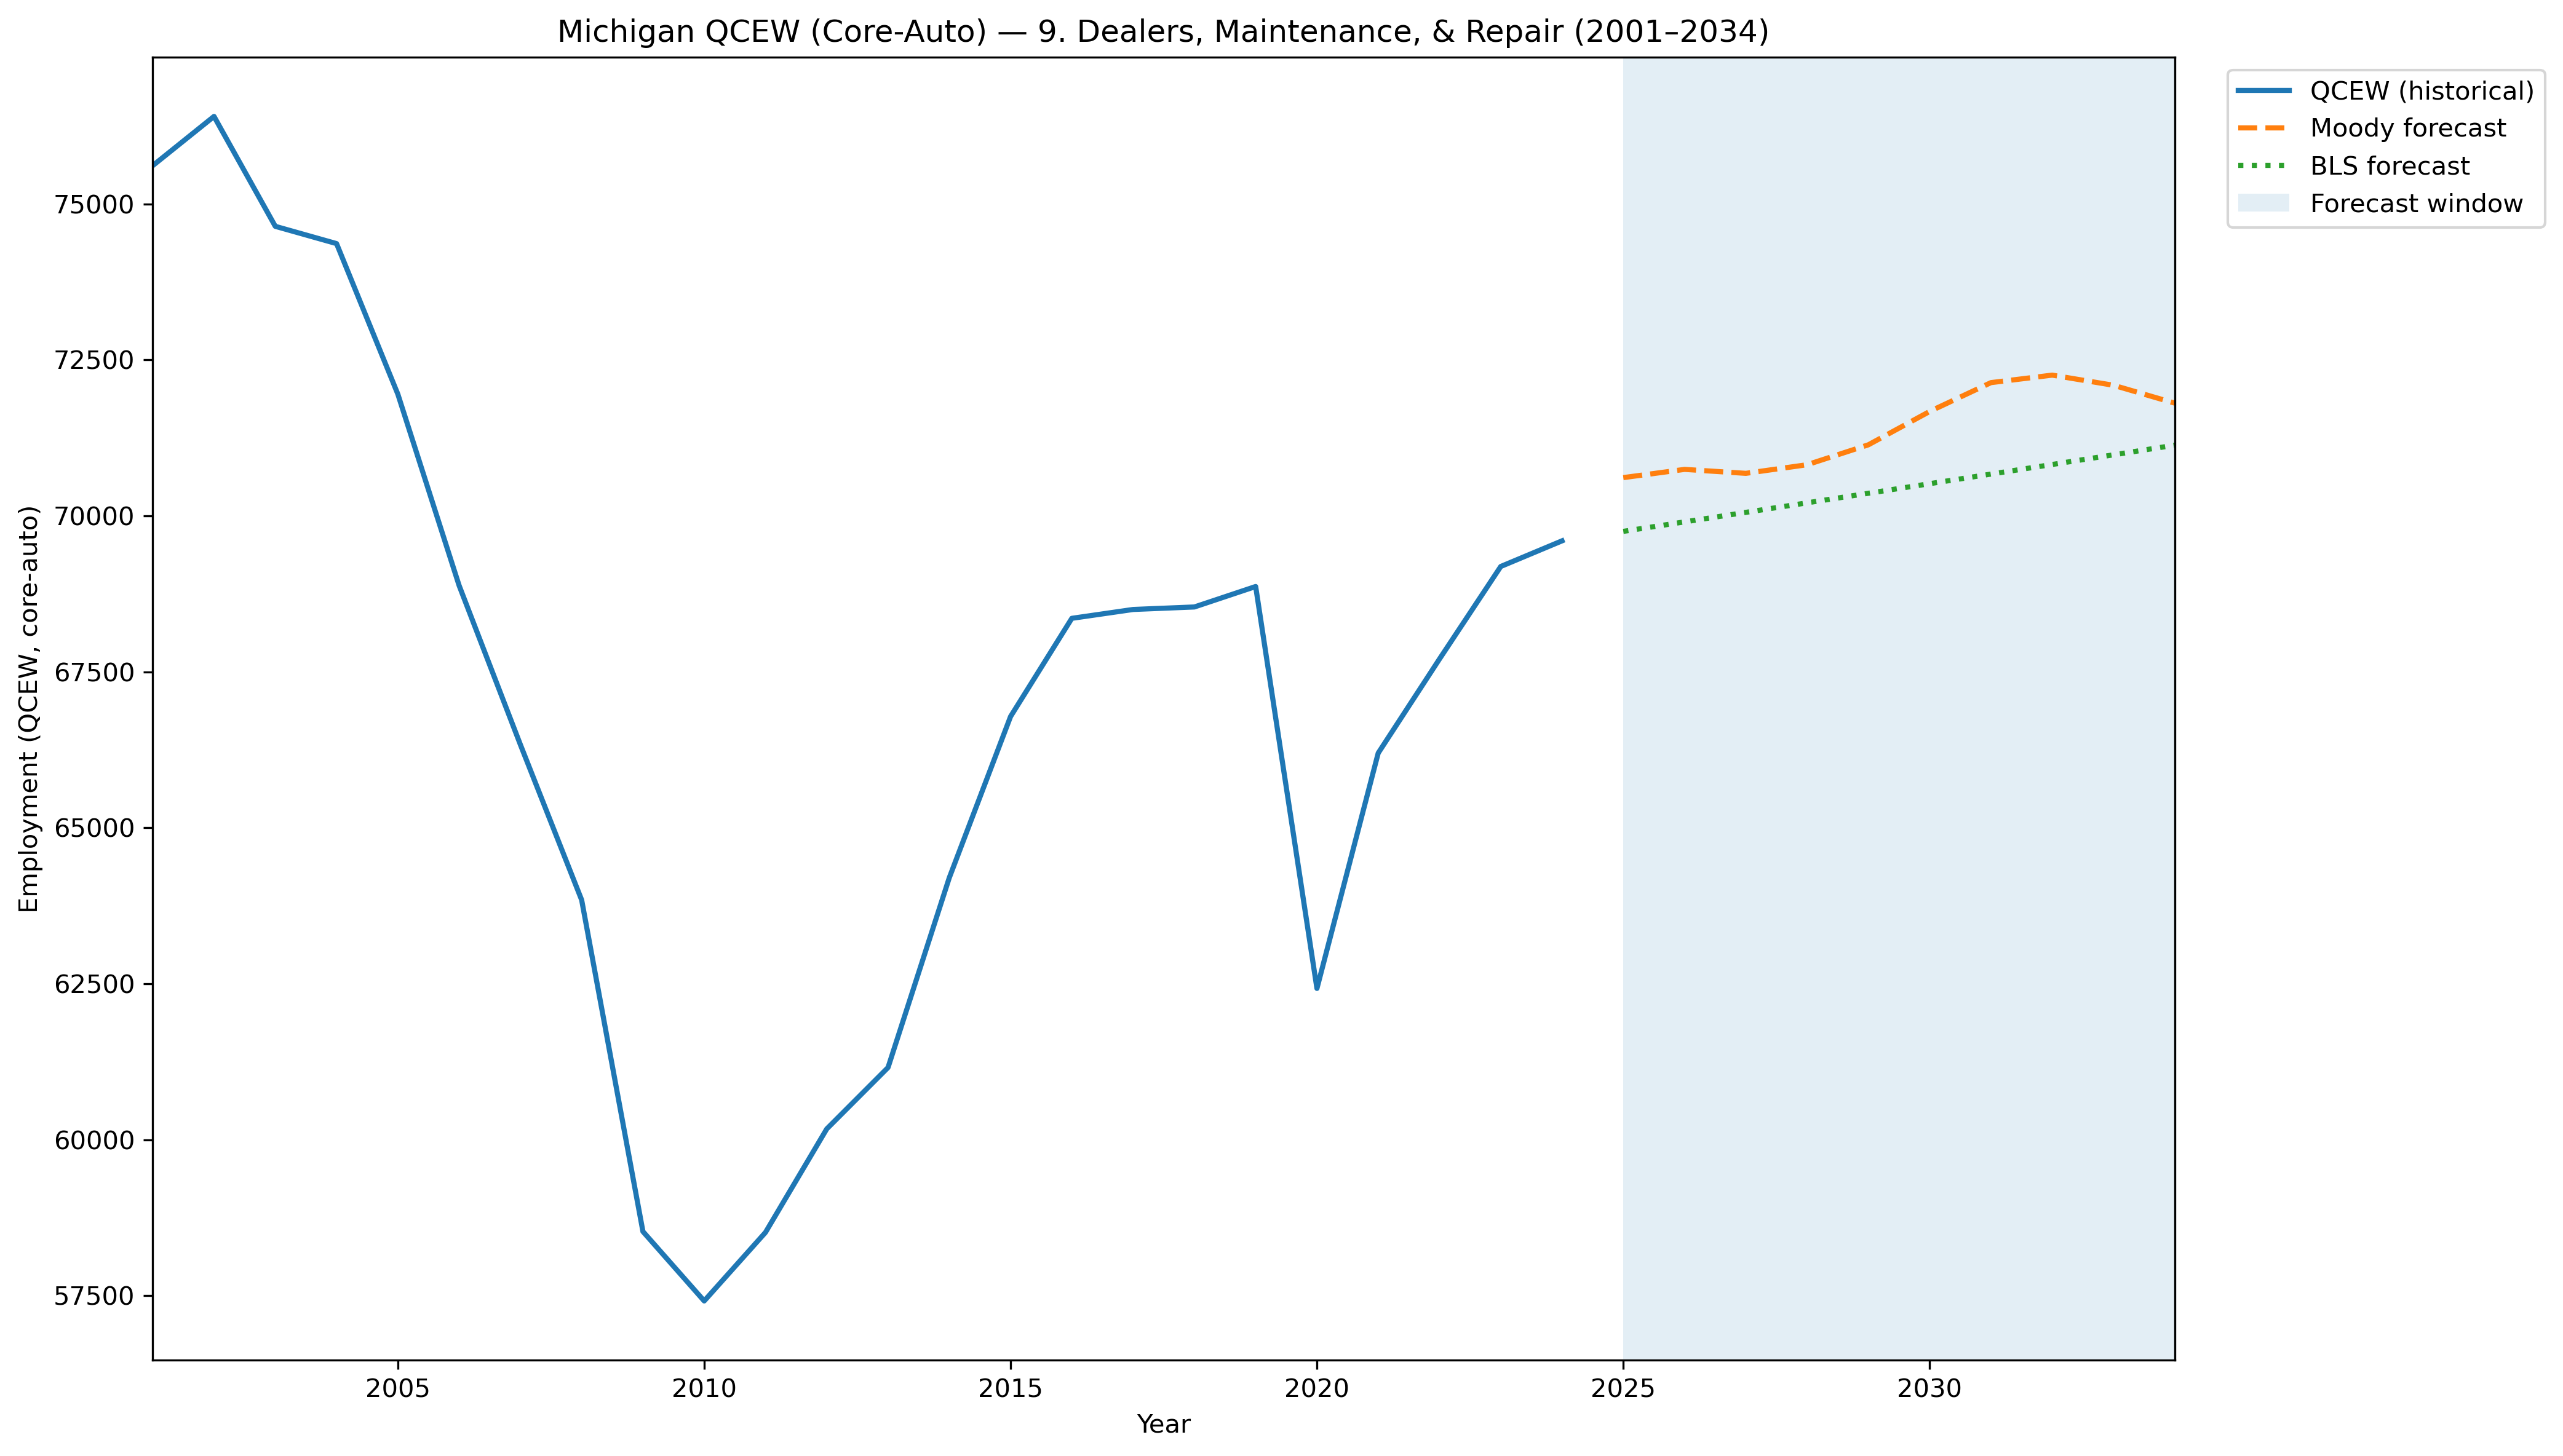 Michigan QCEW (Core-Auto) — 9. Dealers, Maintenance, & Repair (2001–2034)
QCEW (historical)
Moody forecast
BLS forecast
Forecast window
Employment (QCEW, core-auto)
75000
72500
70000
67500
65000
62500
60000
57500
2005
2010
2015
2020
2025
2030
Year